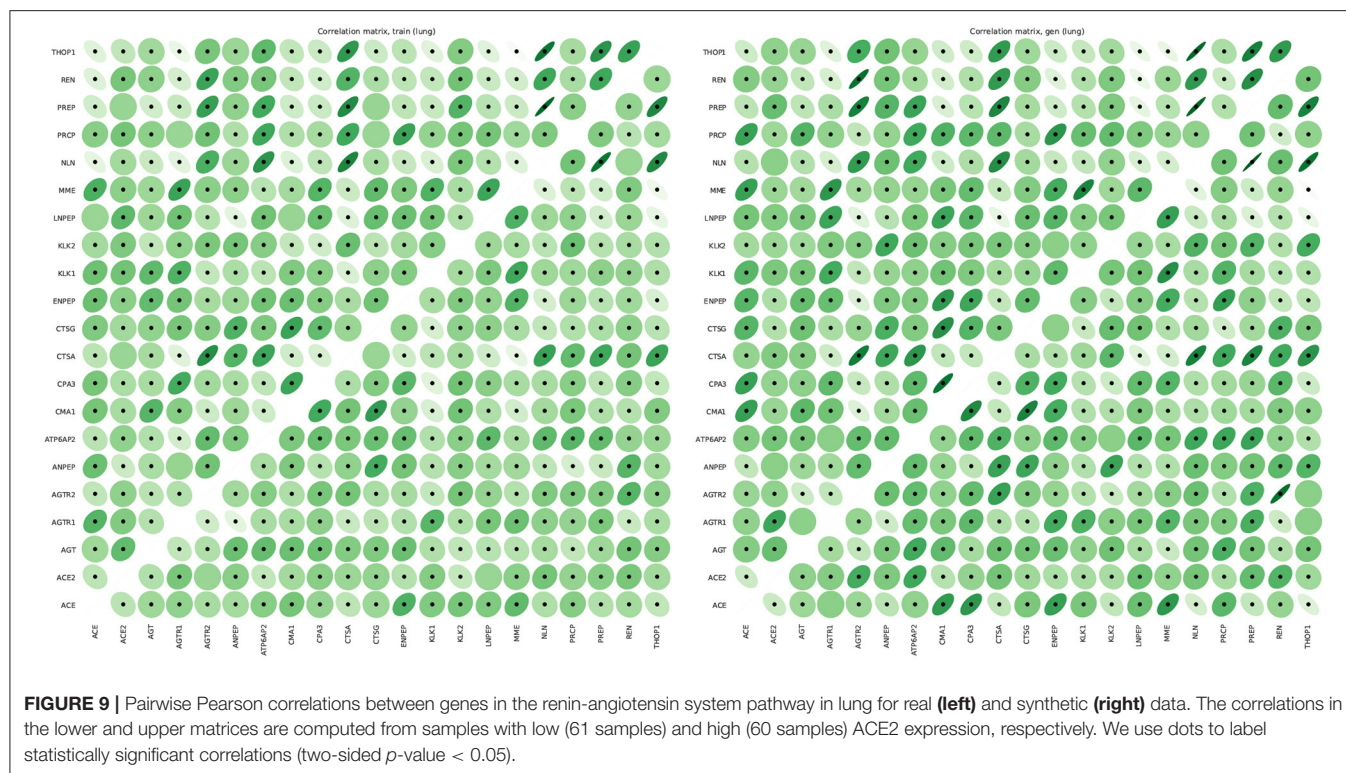 Correlation matrix, train (lung)
THOP1
REN
PREP
PRCP
NLN
MME
LNPEP
KLK2
KLK1
ENPEP
CTSG
CTSA
CPA3
CMA1
ATP6AP2
ANPEP
AGTR2
AGTR1
AGT
ACE2
ACE
ACE
ACE2
AGT
AGTR1
AGTR2
ANPEP
ATP6AP2
CMA1
CPA3
CTSA
CTSG
ENPEP
KLK1
KLK2
LNPEP
MME
NLN
PRCP
PREP
REN
THOP1
Correlation matrix, gen (lung)
THOP1
REN
PREP
PRCP
NLN
MME
LNPEP
KLK2
KLK1
ENPEP
CTSG
CTSA
CPA3
CMA1
ATP6AP2
ANPEP
AGTR2
AGTR1
AGT
ACE2
ACE
ACE
ACE2
AGT
AGTR1
AGTR2
ANPEP
ATP6AP2
CMA1
CPA3
CTSA
CTSG
ENPEP
KLK1
KLK2
LNPEP
MME
NLN
PRCP
PREP
REN
THOP1
FIGURE 9 | Pairwise Pearson correlations between genes in the renin-angiotensin system pathway in lung for real (left) and synthetic (right) data. The correlations in
the lower and upper matrices are computed from samples with low (61 samples) and high (60 samples) ACE2 expression, respectively. We use dots to label
statistically significant correlations (two-sided p-value < 0.05).